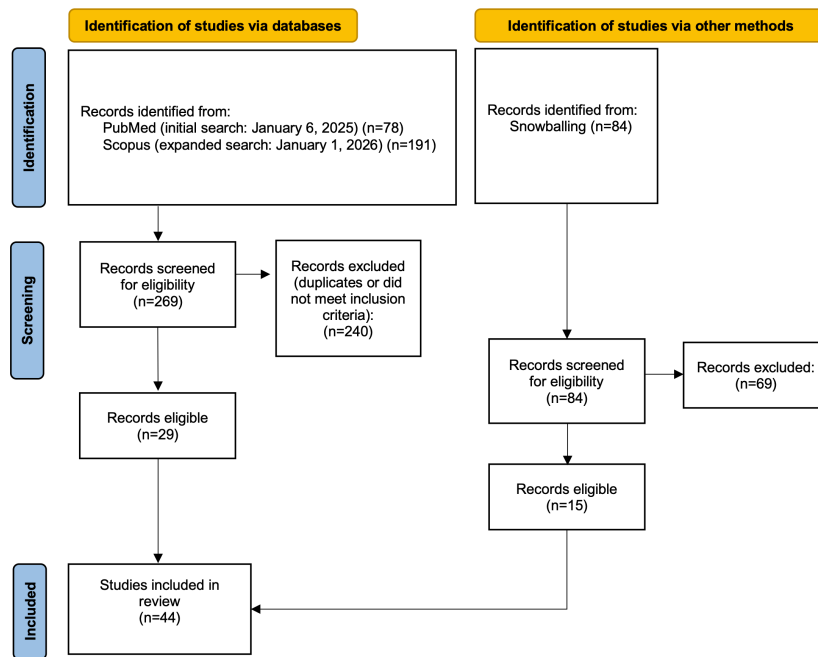 Identification of studies via databases
Identification of studies via other methods
Identification
Records identified from:
PubMed (initial search: January 6, 2025) (n=78)
Scopus (expanded search: January 1, 2026) (n=191)
Records identified from:
Snowballing (n=84)
Screening
Records screened
for eligibility
(n=269)
Records excluded
(duplicates or did
not meet inclusion
criteria):
(n=240)
Records screened
for eligibility
(n=84)
Records excluded:
(n=69)
Records eligible
(n=29)
Records eligible
(n=15)
Included
Studies included in
review
(n=44)